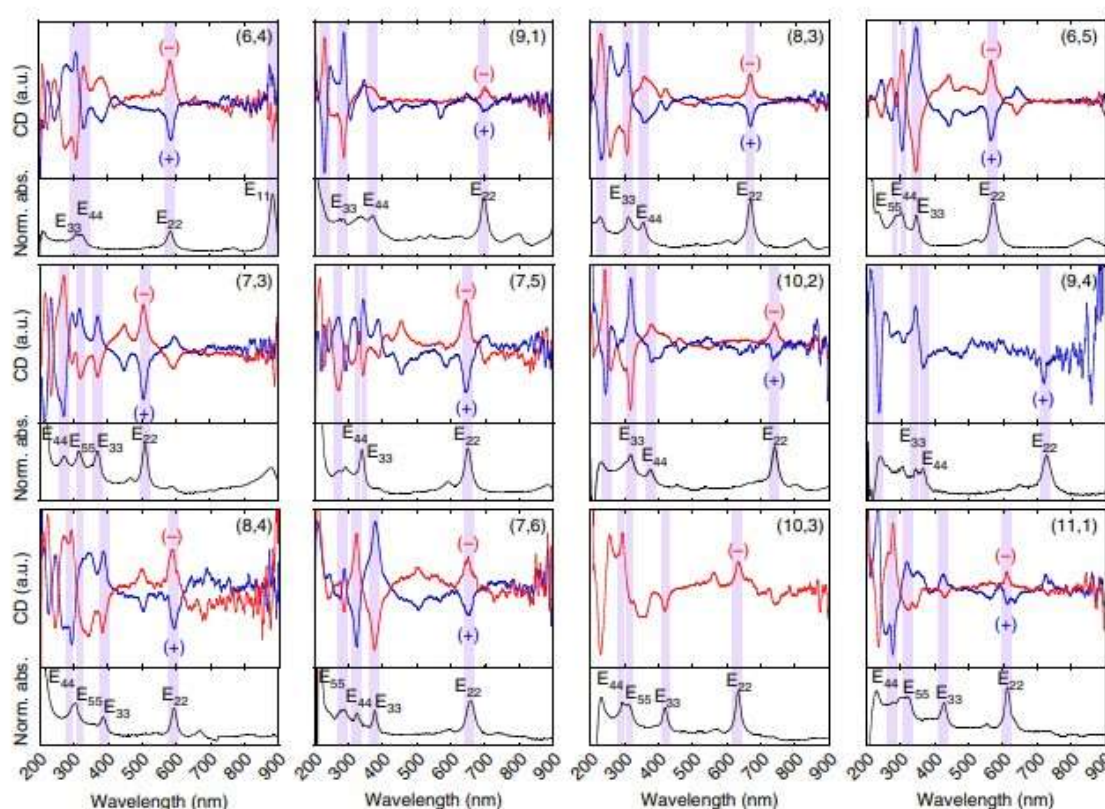 (6,4) (9,1) (8,3) (6,5)
CD (a.u.)
(−) (−) (−) (−)
(+) (+) (+) (+)
Norm. abs.
E33 E44 E22 E11
E33 E44 E22
E33 E44 E22
E55 E44 E33 E22
(7,3) (7,5) (10,2) (9,4)
CD (a.u.)
(−) (−) (−)
(+) (+) (+) (+)
Norm. abs.
E44 E55 E33 E22
E44 E33 E22
E33 E44 E22
E33 E44 E22
(8,4) (7,6) (10,3) (11,1)
CD (a.u.)
(−) (−) (−) (−)
(+) (+) (+)
Norm. abs.
E44 E55 E33 E22
E55 E44 E33 E22
E44 E55 E33 E22
E44 E55 E33 E22
200 300 400 500 600 700 800 900 200 300 400 500 600 700 800 900 200 300 400 500 600 700 800 900 200 300 400 500 600 700 800 900
Wavelength (nm) Wavelength (nm) Wavelength (nm) Wavelength (nm)